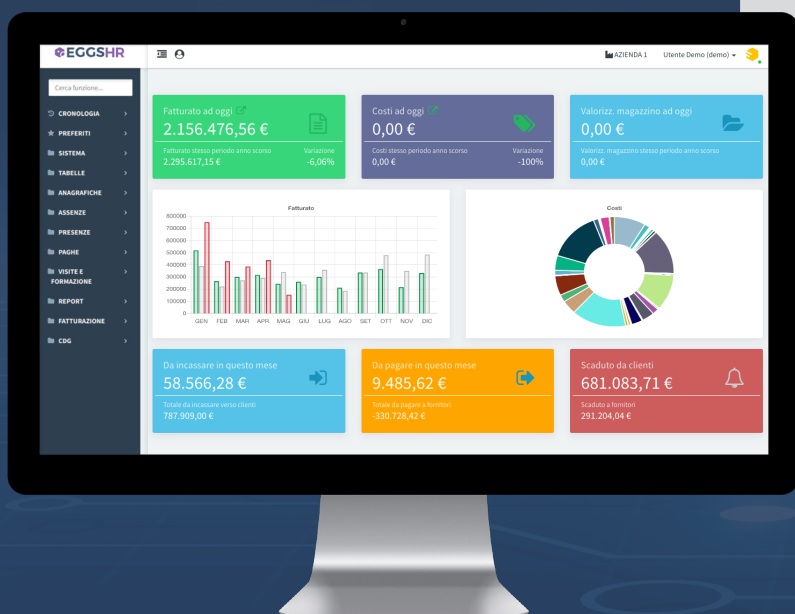 EGGSHR
AZIENDA 1
Utente Demo (demo)
Cerca funzione...
CRONOLOGIA
PREFERITI
SISTEMA
TABELLE
ANAGRAFICHE
ASSENZE
PRESENZE
PAGHE
VISITE E
FORMAZIONE
REPORT
FATTURAZIONE
CDG
Fatturato ad oggi
2.156.476,56 €
Fatturato stesso periodo anno scorso
Variazione
2.295.617,15 €
-6,06%
Costi ad oggi
0,00 €
Costi stesso periodo anno scorso
Variazione
0,00 €
-100%
Valorizz. magazzino ad oggi
0,00 €
Valorizz. magazzino stesso periodo anno scorso
0,00 €
Fatturato
800000
700000
600000
500000
400000
300000
200000
100000
0
GEN FEB MAR APR MAG GIU LUG AGO SET OTT NOV DIC
Costi
Da incassare in questo mese
58.566,28 €
Totale da incassare verso clienti
787.909,00 €
Da pagare in questo mese
9.485,62 €
Totale da pagare a fornitori
-330.728,42 €
Scaduto da clienti
681.083,71 €
Scaduto a fornitori
291.204,04 €